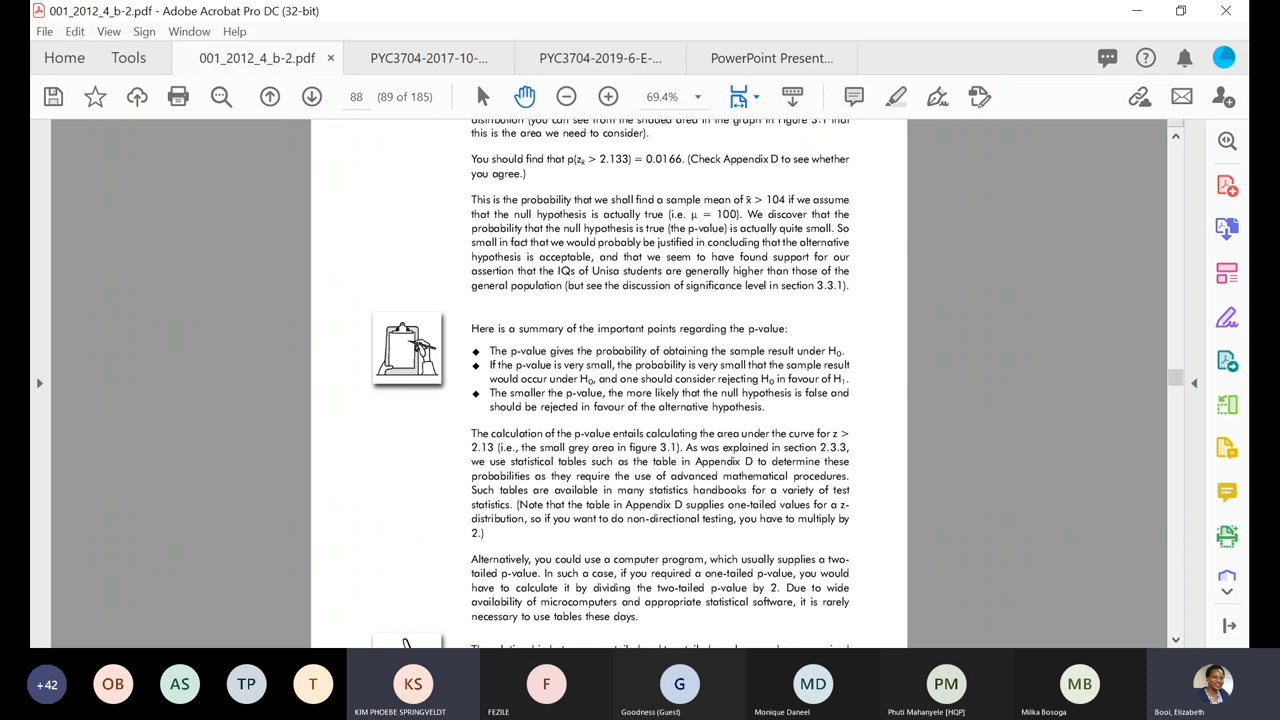 001_2012_4_b-2.pdf - Adobe Acrobat Pro DC (32-bit)
File Edit View Sign Window Help
Home Tools 001_2012_4_b-2.pdf × PYC3704-2017-10-... PYC3704-2019-6-E-... PowerPoint Present...
88 (89 of 185) 69.4%
distribution (you can see from the shaded area in the graph in Figure 3.1 that
this is the area we need to consider).
You should find that p(zx̄ > 2.133) = 0.0166. (Check Appendix D to see whether
you agree.)
This is the probability that we shall find a sample mean of x̄ > 104 if we assume
that the null hypothesis is actually true (i.e. μ = 100). We discover that the
probability that the null hypothesis is true (the p-value) is actually quite small. So
small in fact that we would probably be justified in concluding that the alternative
hypothesis is acceptable, and that we seem to have found support for our
assertion that the IQs of Unisa students are generally higher than those of the
general population (but see the discussion of significance level in section 3.3.1).
Here is a summary of the important points regarding the p-value:
◆ The p-value gives the probability of obtaining the sample result under H0.
◆ If the p-value is very small, the probability is very small that the sample result
would occur under H0, and one should consider rejecting H0 in favour of H1.
◆ The smaller the p-value, the more likely that the null hypothesis is false and
should be rejected in favour of the alternative hypothesis.
The calculation of the p-value entails calculating the area under the curve for z >
2.13 (i.e., the small grey area in figure 3.1). As was explained in section 2.3.3,
we use statistical tables such as the table in Appendix D to determine these
probabilities as they require the use of advanced mathematical procedures.
Such tables are available in many statistics handbooks for a variety of test
statistics. (Note that the table in Appendix D supplies one-tailed values for a z-
distribution, so if you want to do non-directional testing, you have to multiply by
2.)
Alternatively, you could use a computer program, which usually supplies a two-
tailed p-value. In such a case, if you required a one-tailed p-value, you would
have to calculate it by dividing the two-tailed p-value by 2. Due to wide
availability of microcomputers and appropriate statistical software, it is rarely
necessary to use tables these days.
+42 OB AS TP T KS F G MD PM MB
KIM PHOEBE SPRINGVELDT FEZILE Goodness (Guest) Monique Daneel Phuti Mahanyele [HQP] Milka Bosoga Booi, Elizabeth